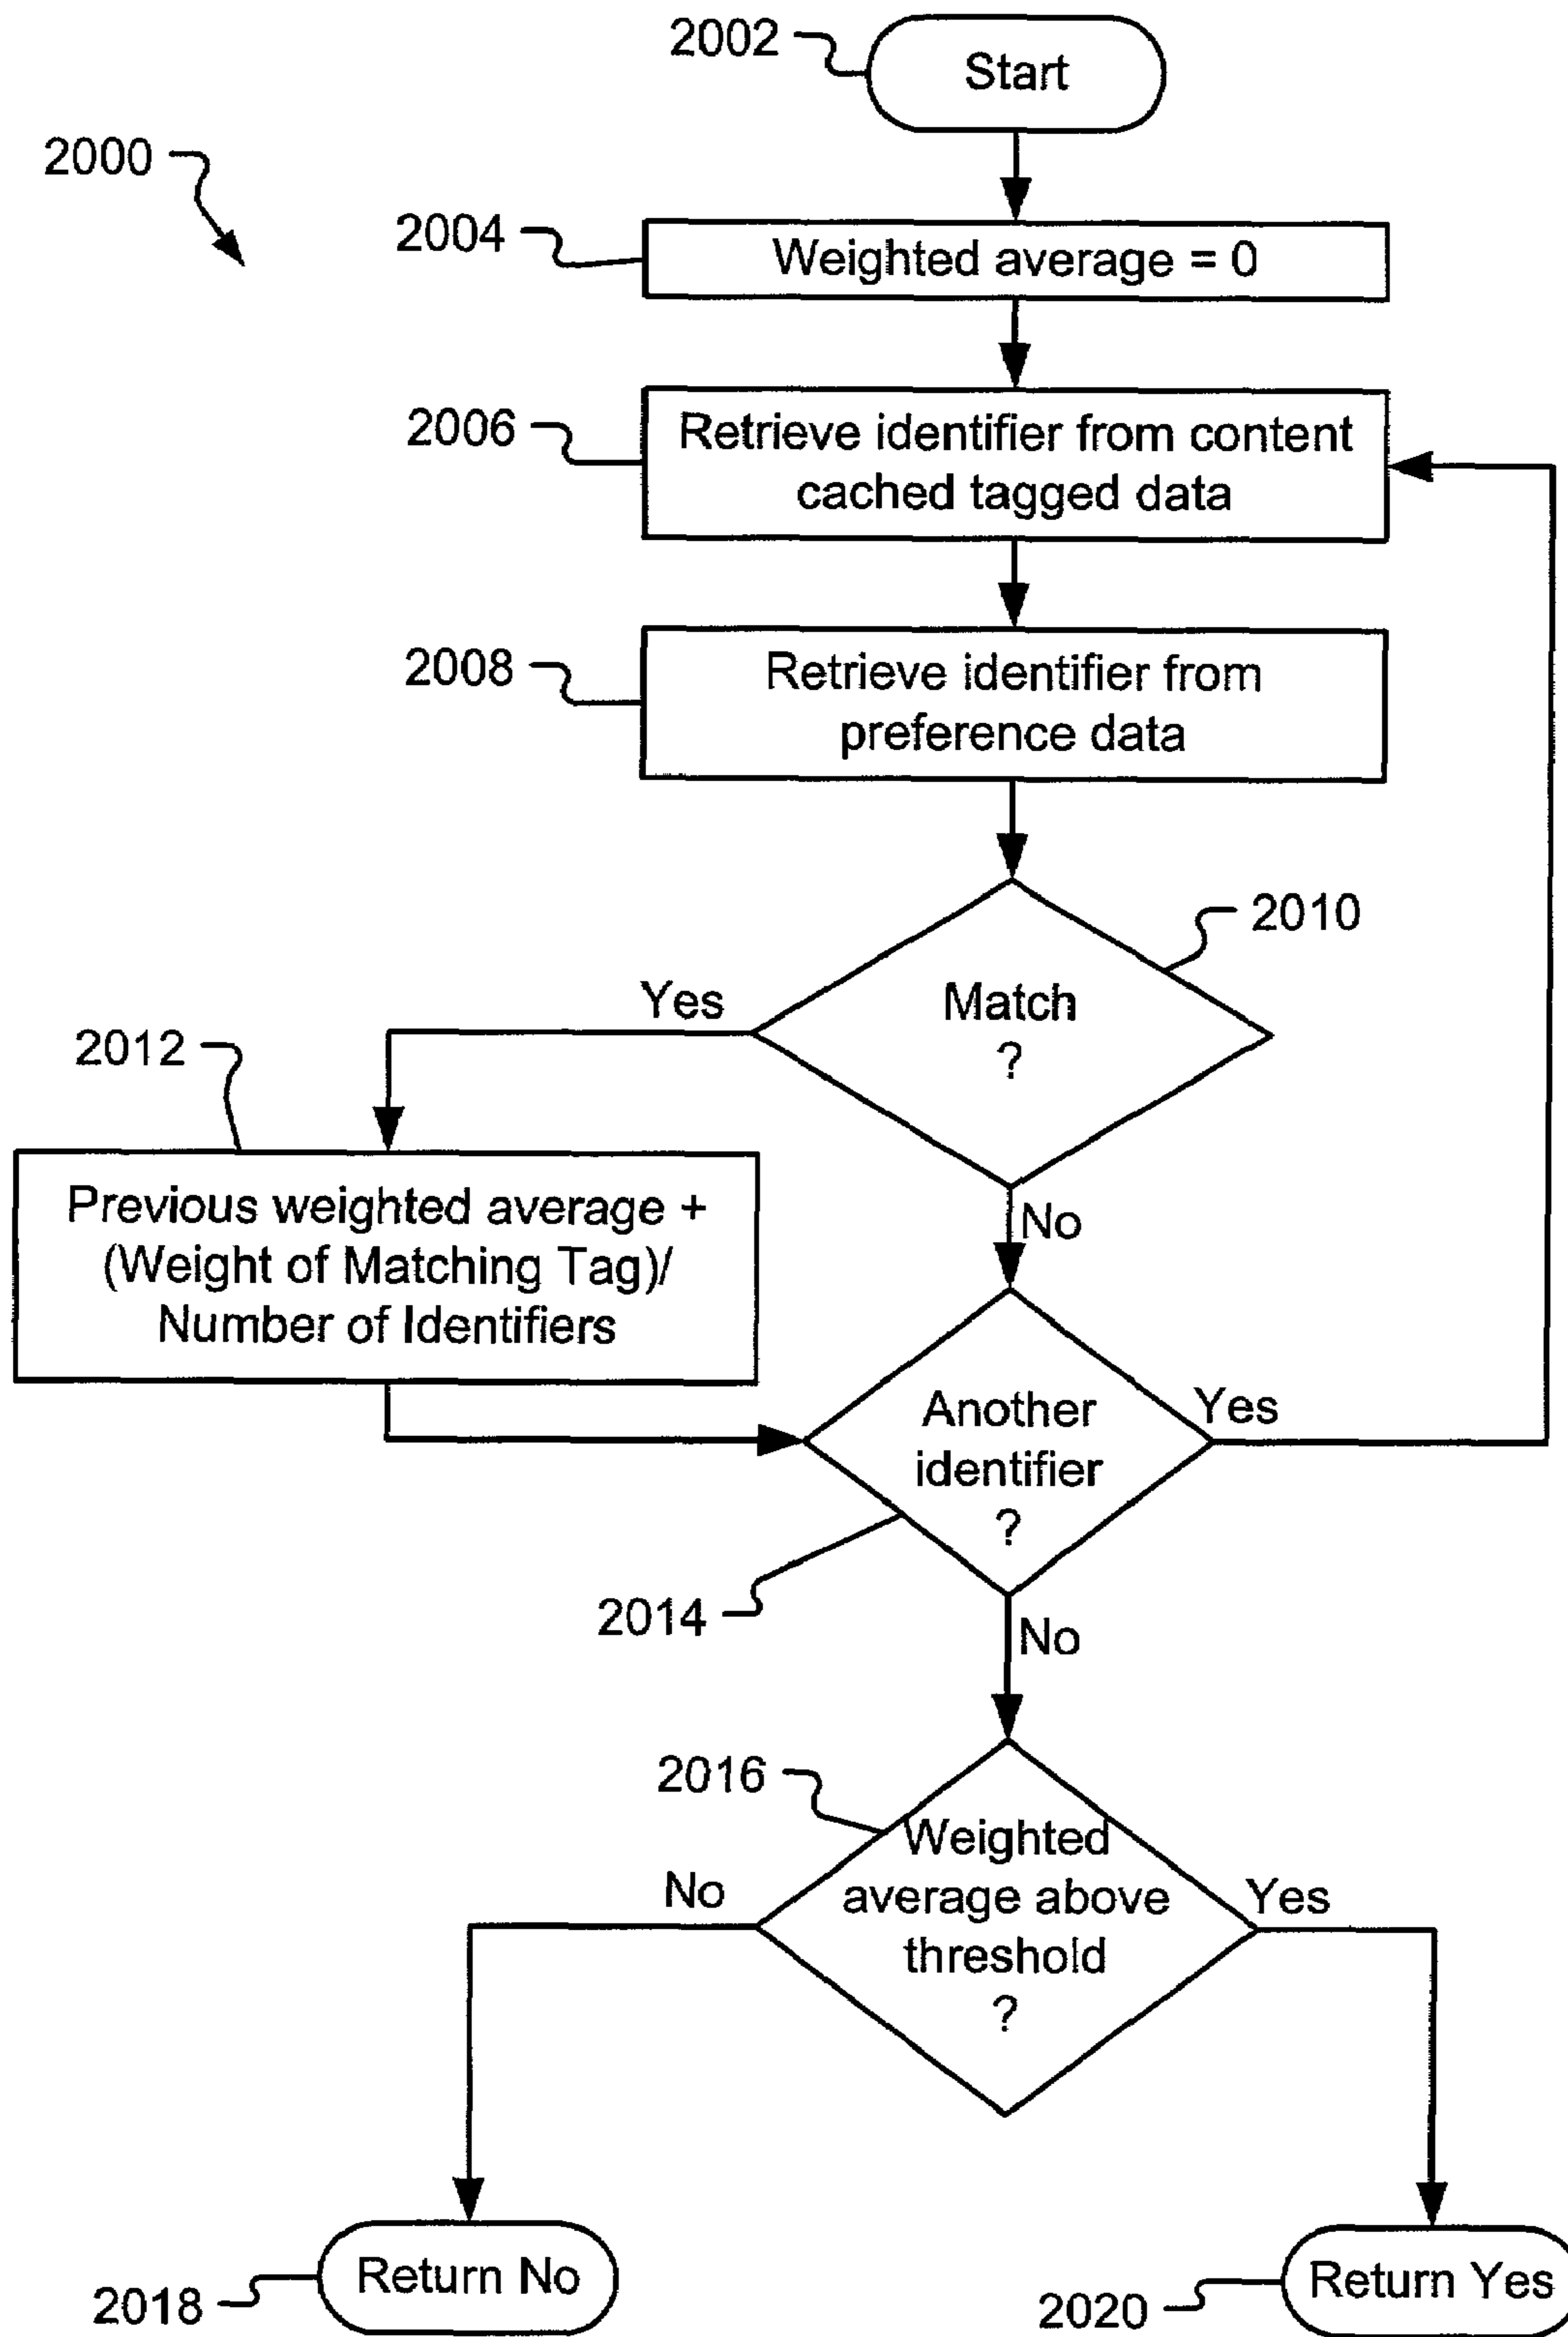 2002
Start
2000
2004
Weighted average = 0
2006
Retrieve identifier from content
cached tagged data
2008
Retrieve identifier from
preference data
2010
Match
?
Yes
No
2012
Previous weighted average +
(Weight of Matching Tag)/
Number of Identifiers
Another
identifier
?
Yes
2014
No
2016
Weighted
average above
threshold
?
No
Yes
Return No
2018
Return Yes
2020